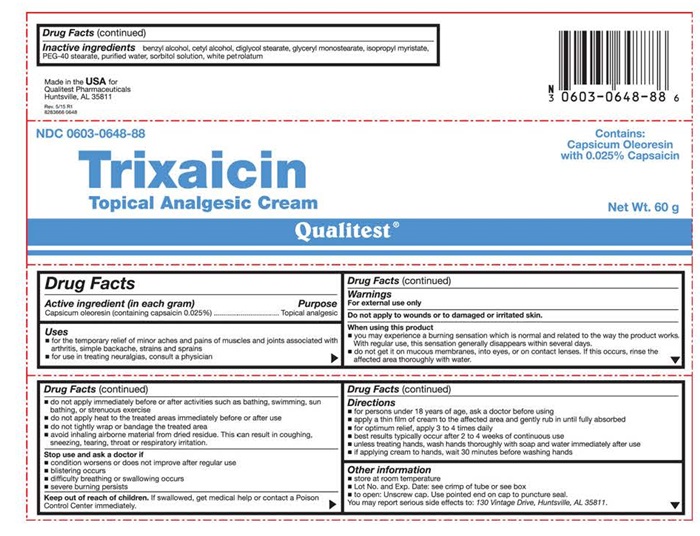 Drug Facts (continued)
Inactive ingredients benzyl alcohol, cetyl alcohol, diglycol stearate, glyceryl monostearate, isopropyl myristate,
PEG-40 stearate, purified water, sorbitol solution, white petrolatum
Made in the USA for
Qualitest Pharmaceuticals
Huntsville, AL 35811
Rev. 5/15 R1
8283666 0648
N
3 0603-0648-88 6
NDC 0603-0648-88
Contains:
Capsicum Oleoresin
with 0.025% Capsaicin
Trixaicin
Topical Analgesic Cream
Net Wt. 60 g
Qualitest®
Drug Facts
Active ingredient (in each gram) Purpose
Capsicum oleoresin (containing capsaicin 0.025%) ............................ Topical analgesic
Uses
■ for the temporary relief of minor aches and pains of muscles and joints associated with
arthritis, simple backache, strains and sprains
■ for use in treating neuralgias, consult a physician
Drug Facts (continued)
Warnings
For external use only
Do not apply to wounds or to damaged or irritated skin.
When using this product
■ you may experience a burning sensation which is normal and related to the way the product works.
With regular use, this sensation generally disappears within several days.
■ do not get it on mucous membranes, into eyes, or on contact lenses. If this occurs, rinse the
affected area thoroughly with water.
Drug Facts (continued)
■ do not apply immediately before or after activities such as bathing, swimming, sun
bathing, or strenuous exercise
■ do not apply heat to the treated areas immediately before or after use
■ do not tightly wrap or bandage the treated area
■ avoid inhaling airborne material from dried residue. This can result in coughing,
sneezing, tearing, throat or respiratory irritation.
Stop use and ask a doctor if
■ condition worsens or does not improve after regular use
■ blistering occurs
■ difficulty breathing or swallowing occurs
■ severe burning persists
Keep out of reach of children. If swallowed, get medical help or contact a Poison
Control Center immediately.
Drug Facts (continued)
Directions
■ for persons under 18 years of age, ask a doctor before using
■ apply a thin film of cream to the affected area and gently rub in until fully absorbed
■ for optimum relief, apply 3 to 4 times daily
■ best results typically occur after 2 to 4 weeks of continuous use
■ unless treating hands, wash hands thoroughly with soap and water immediately after use
■ if applying cream to hands, wait 30 minutes before washing hands
Other information
■ store at room temperature
■ Lot No. and Exp. Date: see crimp of tube or see box
■ to open: Unscrew cap. Use pointed end on cap to puncture seal.
You may report serious side effects to: 130 Vintage Drive, Huntsville, AL 35811.